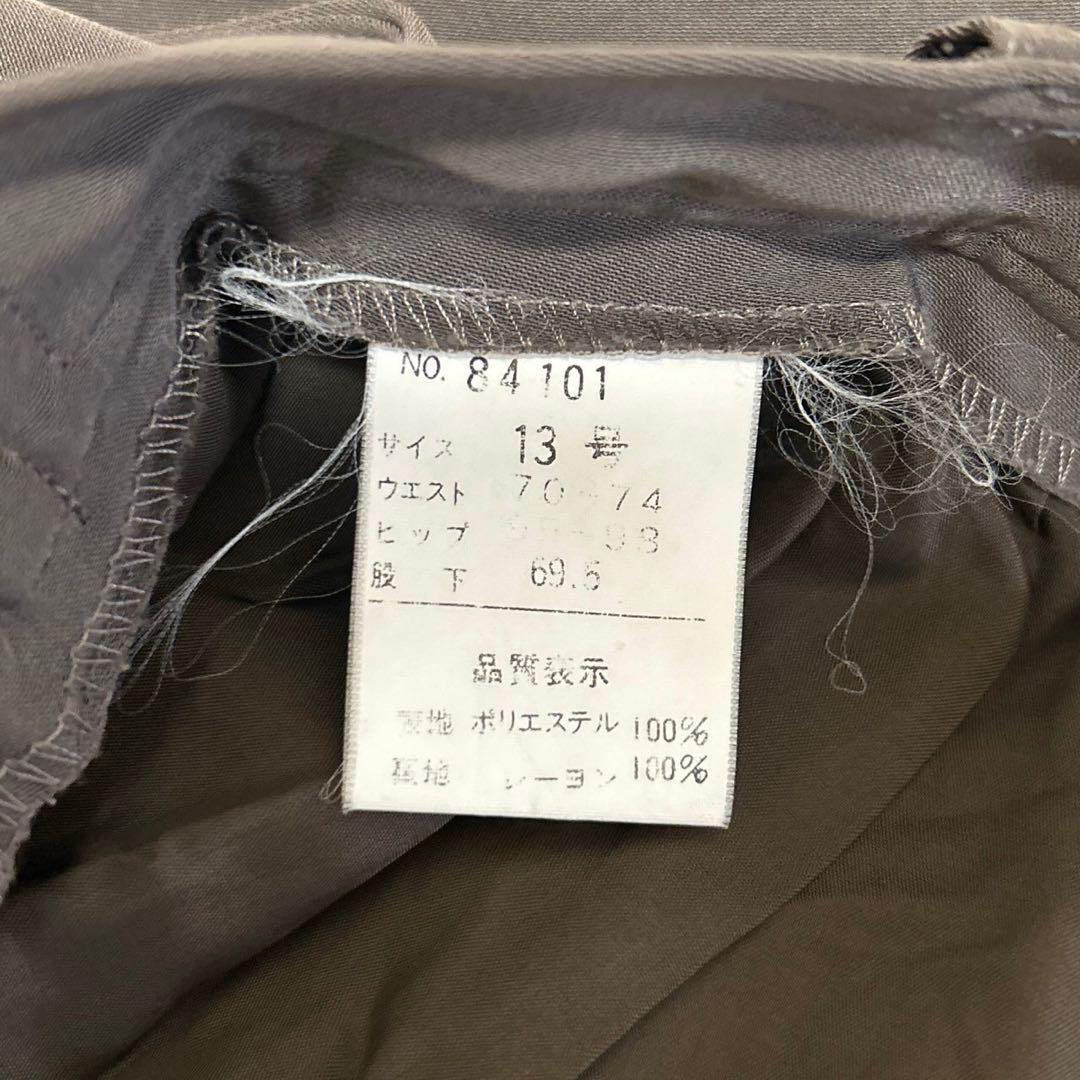 NO. 84101
サイズ 13号
ウエスト 70-74
ヒップ -98
股下 69.5
品質表示
表地 ポリエステル 100%
裏地 レーヨン 100%